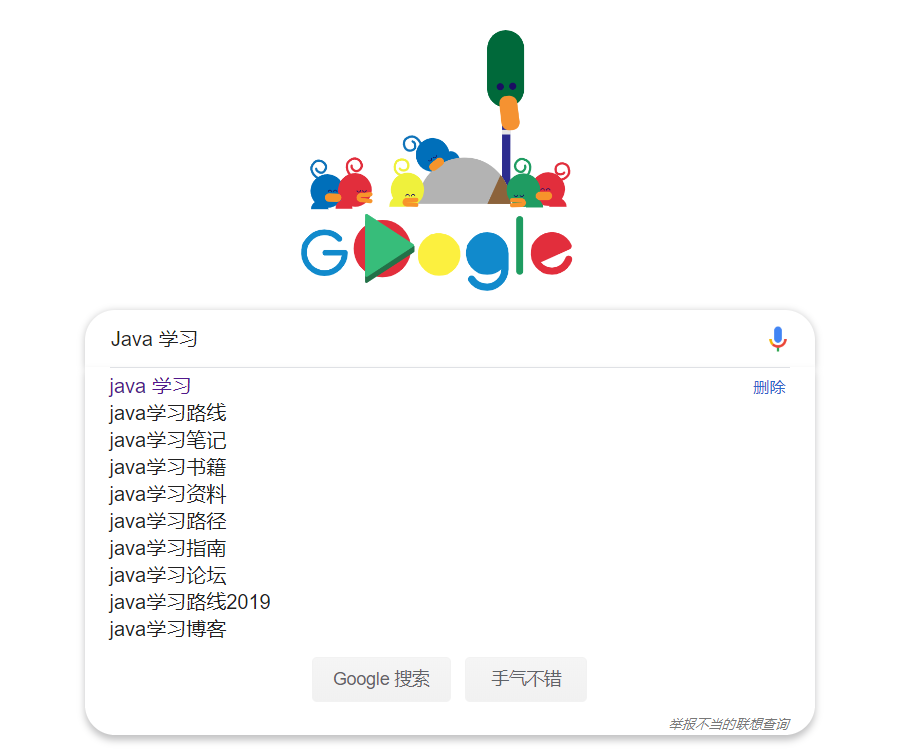 Google
Java 学习
java 学习 删除
java学习路线
java学习笔记
java学习书籍
java学习资料
java学习路径
java学习指南
java学习论坛
java学习路线2019
java学习博客
Google 搜索 手气不错
举报不当的联想查询